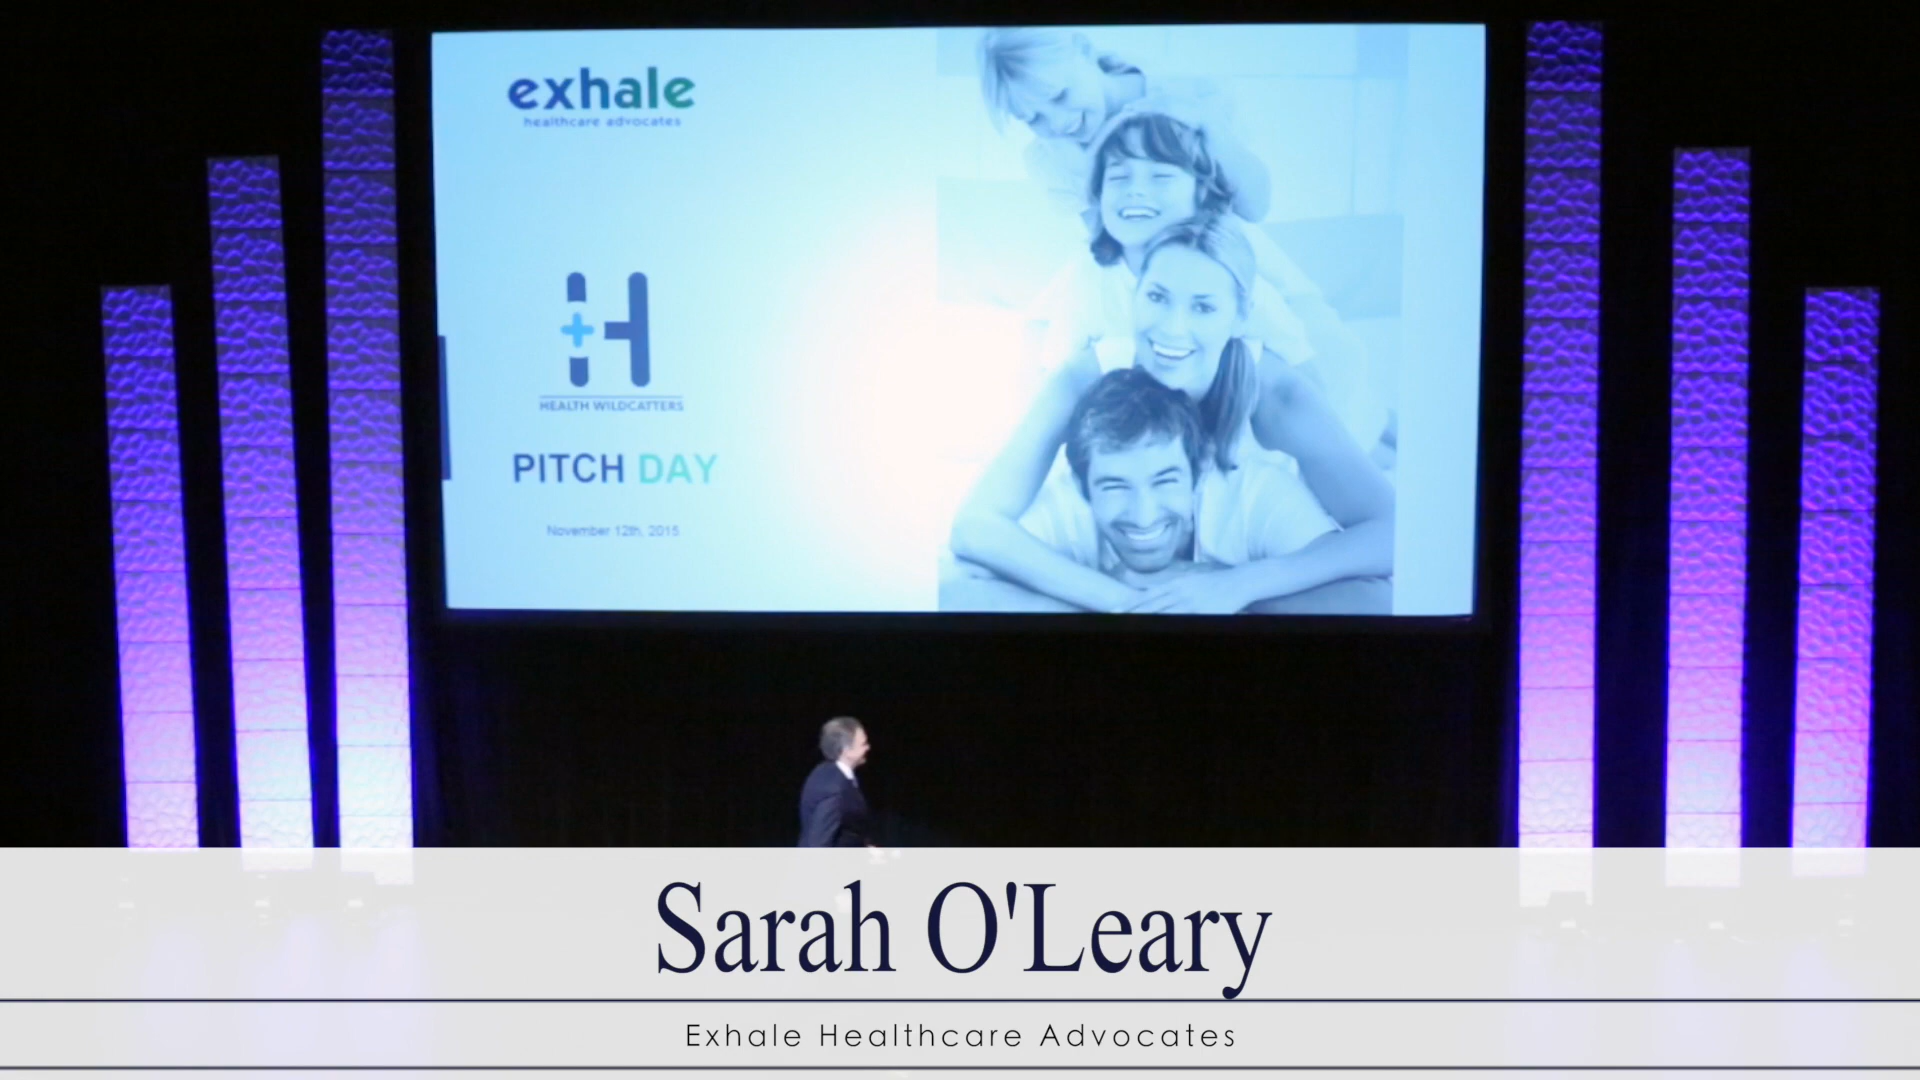 exhale
healthcare advocates
H
HEALTH WILDCATTERS
PITCH DAY
November 12th, 2015
Sarah O'Leary
Exhale Healthcare Advocates